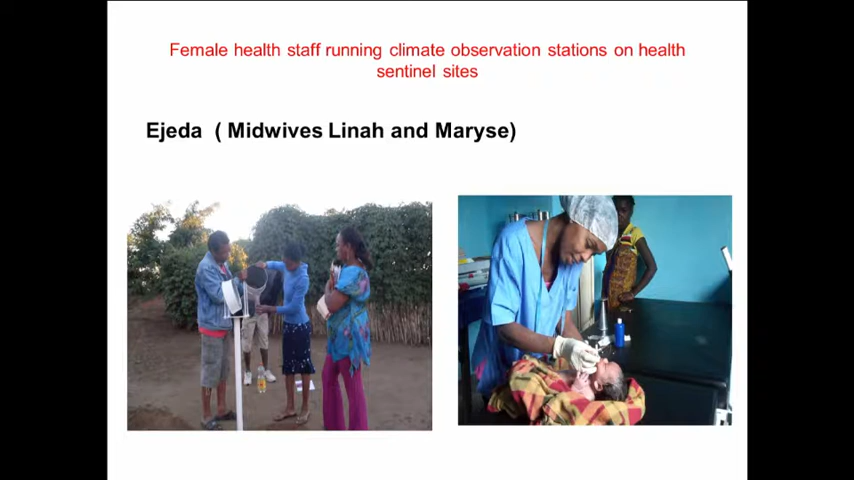 Female health staff running climate observation stations on health
sentinel sites
Ejeda ( Midwives Linah and Maryse)